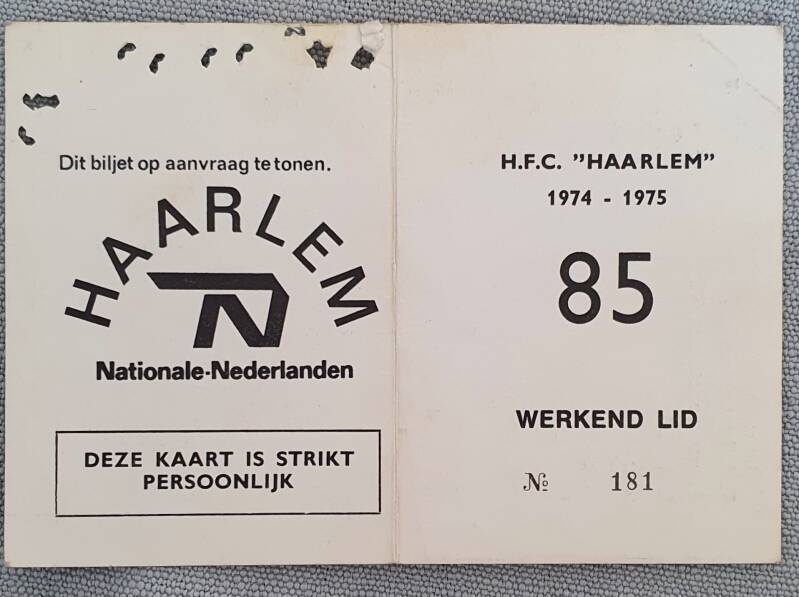 Dit biljet op aanvraag te tonen.
HAARLEM
Nationale-Nederlanden
DEZE KAART IS STRIKT
PERSOONLIJK
H.F.C. "HAARLEM"
1974 - 1975
85
WERKEND LID
№ 181